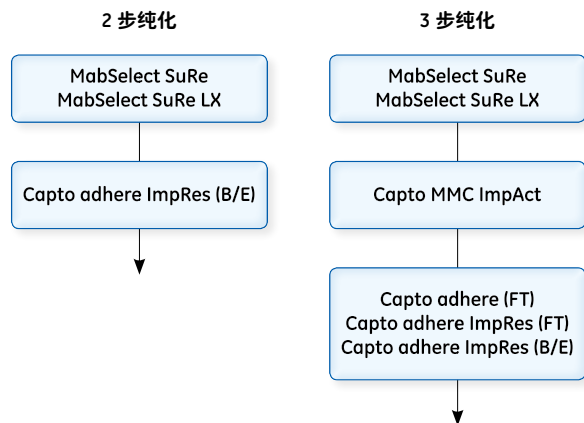 2 步纯化
MabSelect SuRe
MabSelect SuRe LX
Capto adhere ImpRes (B/E)
3 步纯化
MabSelect SuRe
MabSelect SuRe LX
Capto MMC ImpAct
Capto adhere (FT)
Capto adhere ImpRes (FT)
Capto adhere ImpRes (B/E)